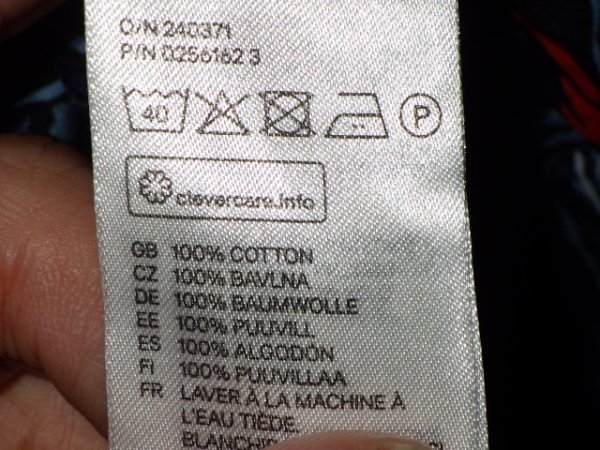 O/N 240371
P/N 0256162 3
40 P
clevercare.info
GB 100% COTTON
CZ 100% BAVLNA
DE 100% BAUMWOLLE
EE 100% PUUVILL
ES 100% ALGODÓN
FI 100% PUUVILLAA
FR LAVER À LA MACHINE À
L'EAU TIÈDE.